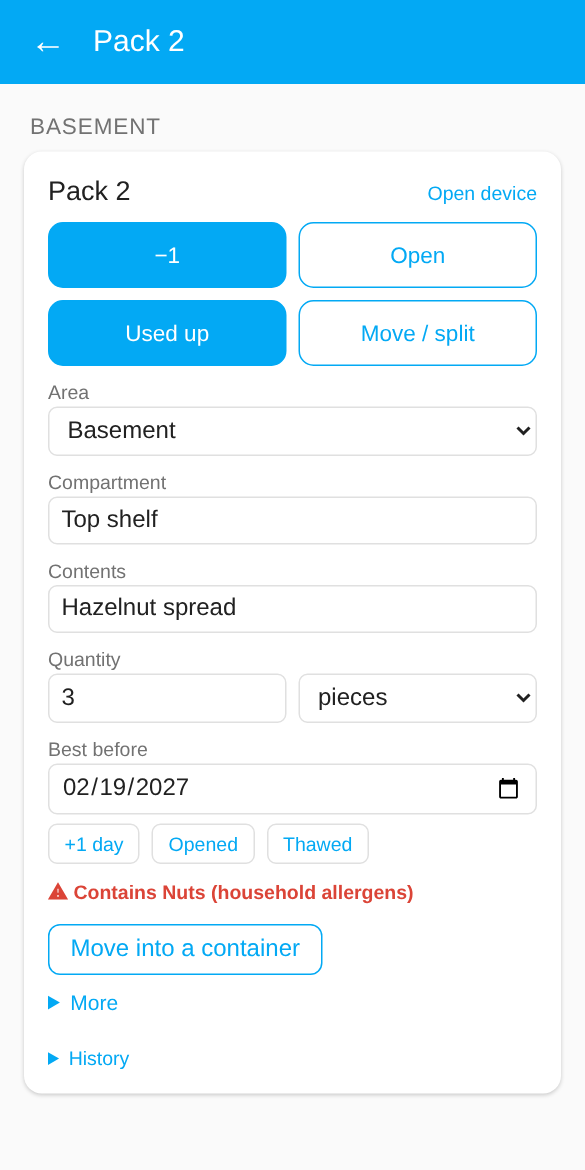 ← Pack 2
BASEMENT
Pack 2 Open device
−1 Open
Used up Move / split
Area
Basement
Compartment
Top shelf
Contents
Hazelnut spread
Quantity
3 pieces
Best before
02/19/2027
+1 day Opened Thawed
Contains Nuts (household allergens)
Move into a container
More
History